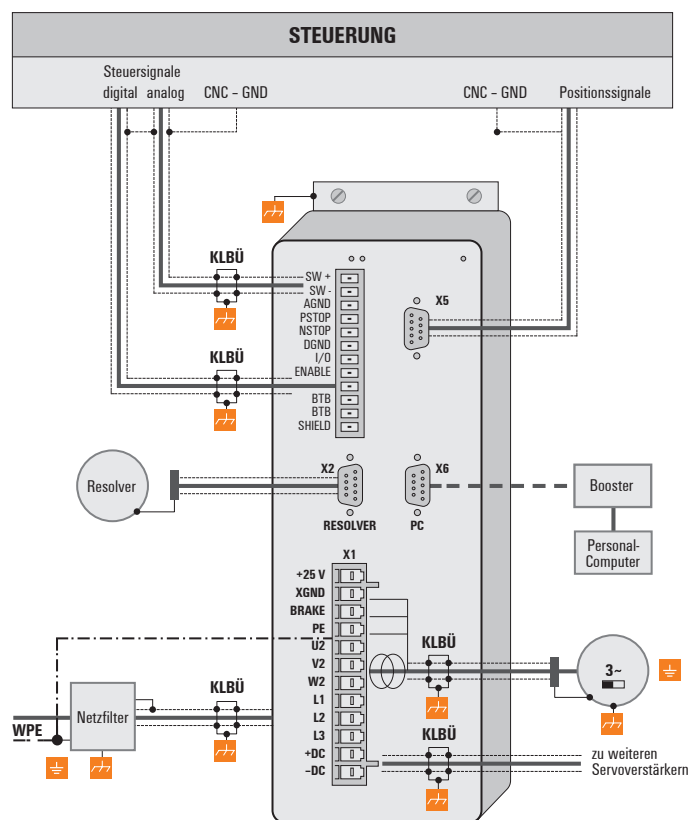 STEUERUNG
Steuersignale
digital analog CNC – GND
CNC – GND Positionssignale
KLBÜ
SW +
SW -
AGND
PSTOP
NSTOP
DGND
I/O
ENABLE
BTB
BTB
SHIELD
X5
KLBÜ
Resolver
X2
RESOLVER
X6
PC
Booster
Personal-
Computer
X1
+25 V
XGND
BRAKE
PE
U2
V2
W2
L1
L2
L3
+DC
–DC
KLBÜ
3~
KLBÜ
Netzfilter
WPE
KLBÜ
zu weiteren
Servoverstärkern